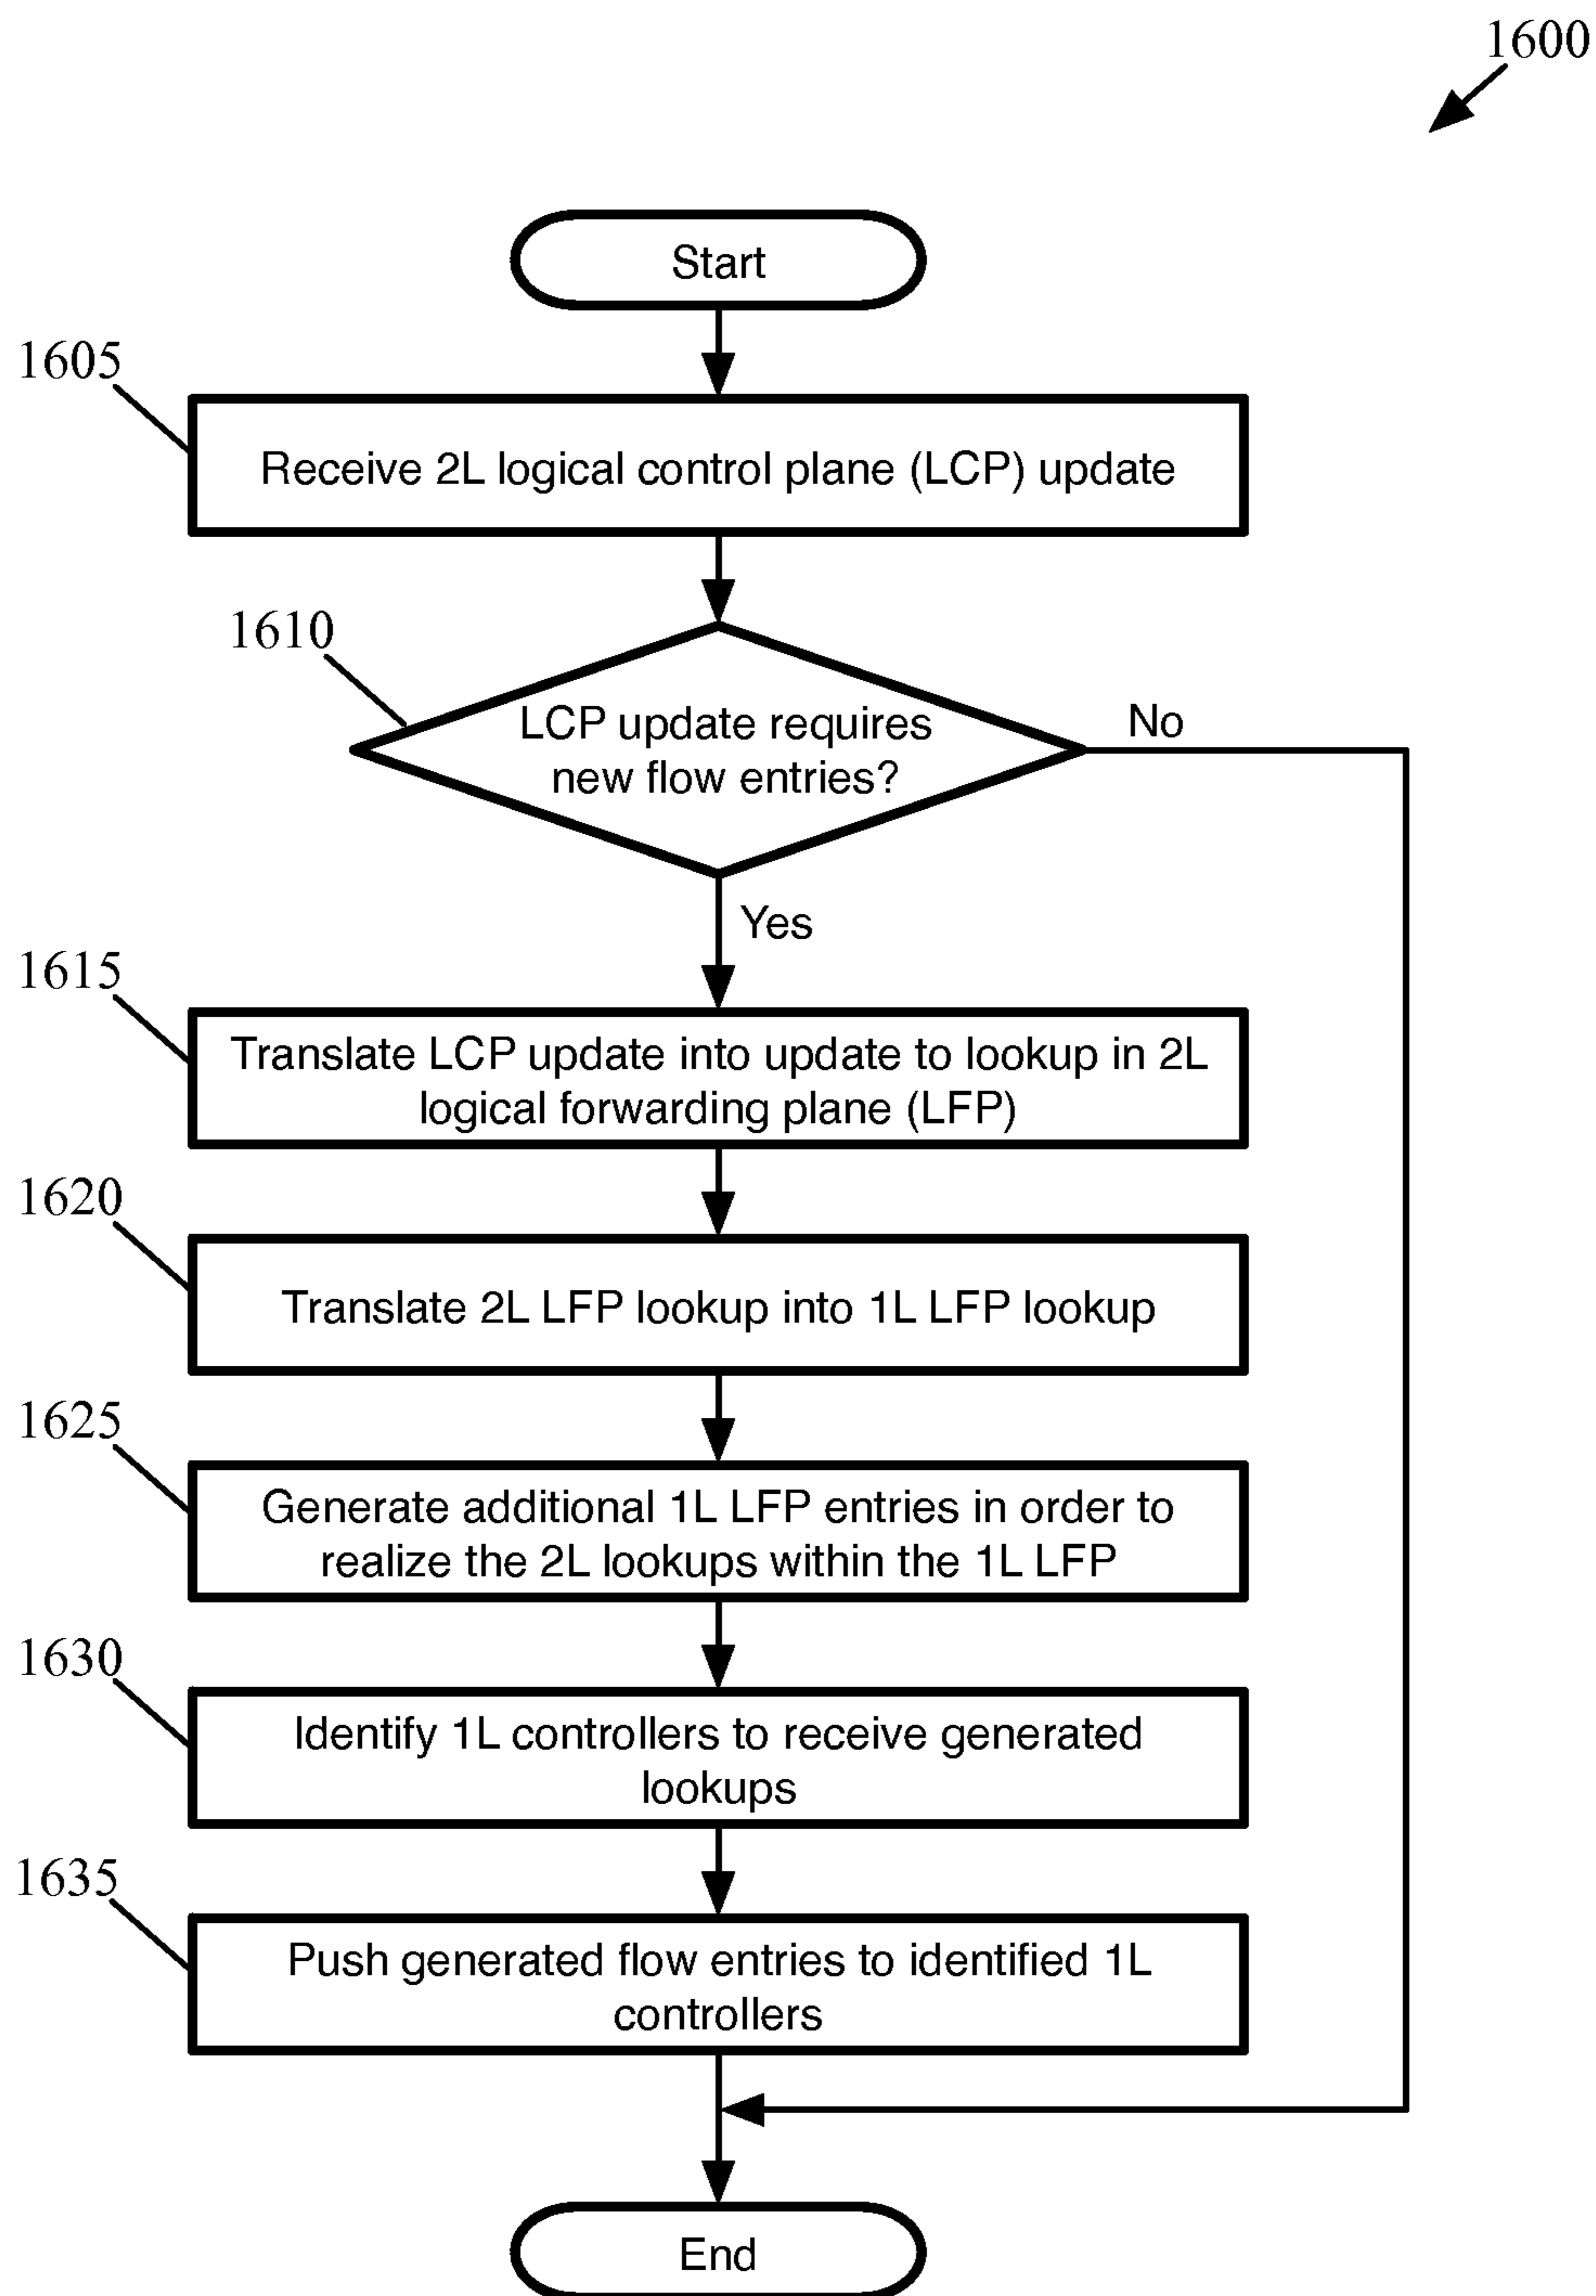 1600
Start
1605
Receive 2L logical control plane (LCP) update
1610
LCP update requires
new flow entries?
No
Yes
1615
Translate LCP update into update to lookup in 2L
logical forwarding plane (LFP)
1620
Translate 2L LFP lookup into 1L LFP lookup
1625
Generate additional 1L LFP entries in order to
realize the 2L lookups within the 1L LFP
1630
Identify 1L controllers to receive generated
lookups
1635
Push generated flow entries to identified 1L
controllers
End